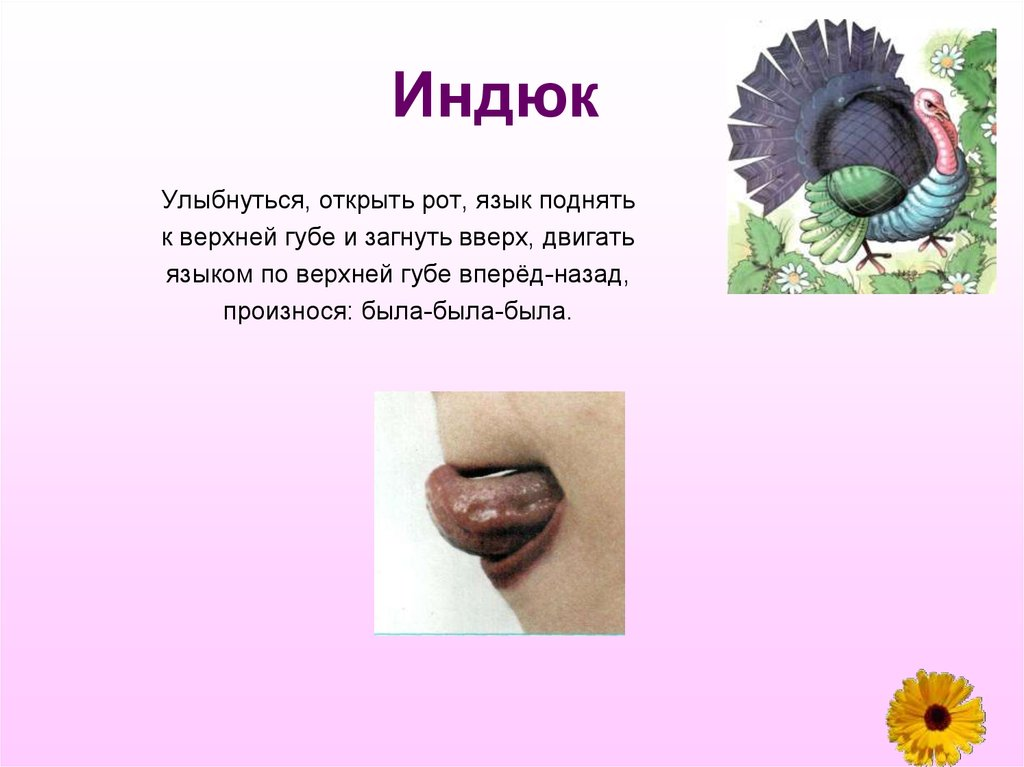 Индюк
Улыбнуться, открыть рот, язык поднять
к верхней губе и загнуть вверх, двигать
языком по верхней губе вперёд-назад,
произнося: была-была-была.